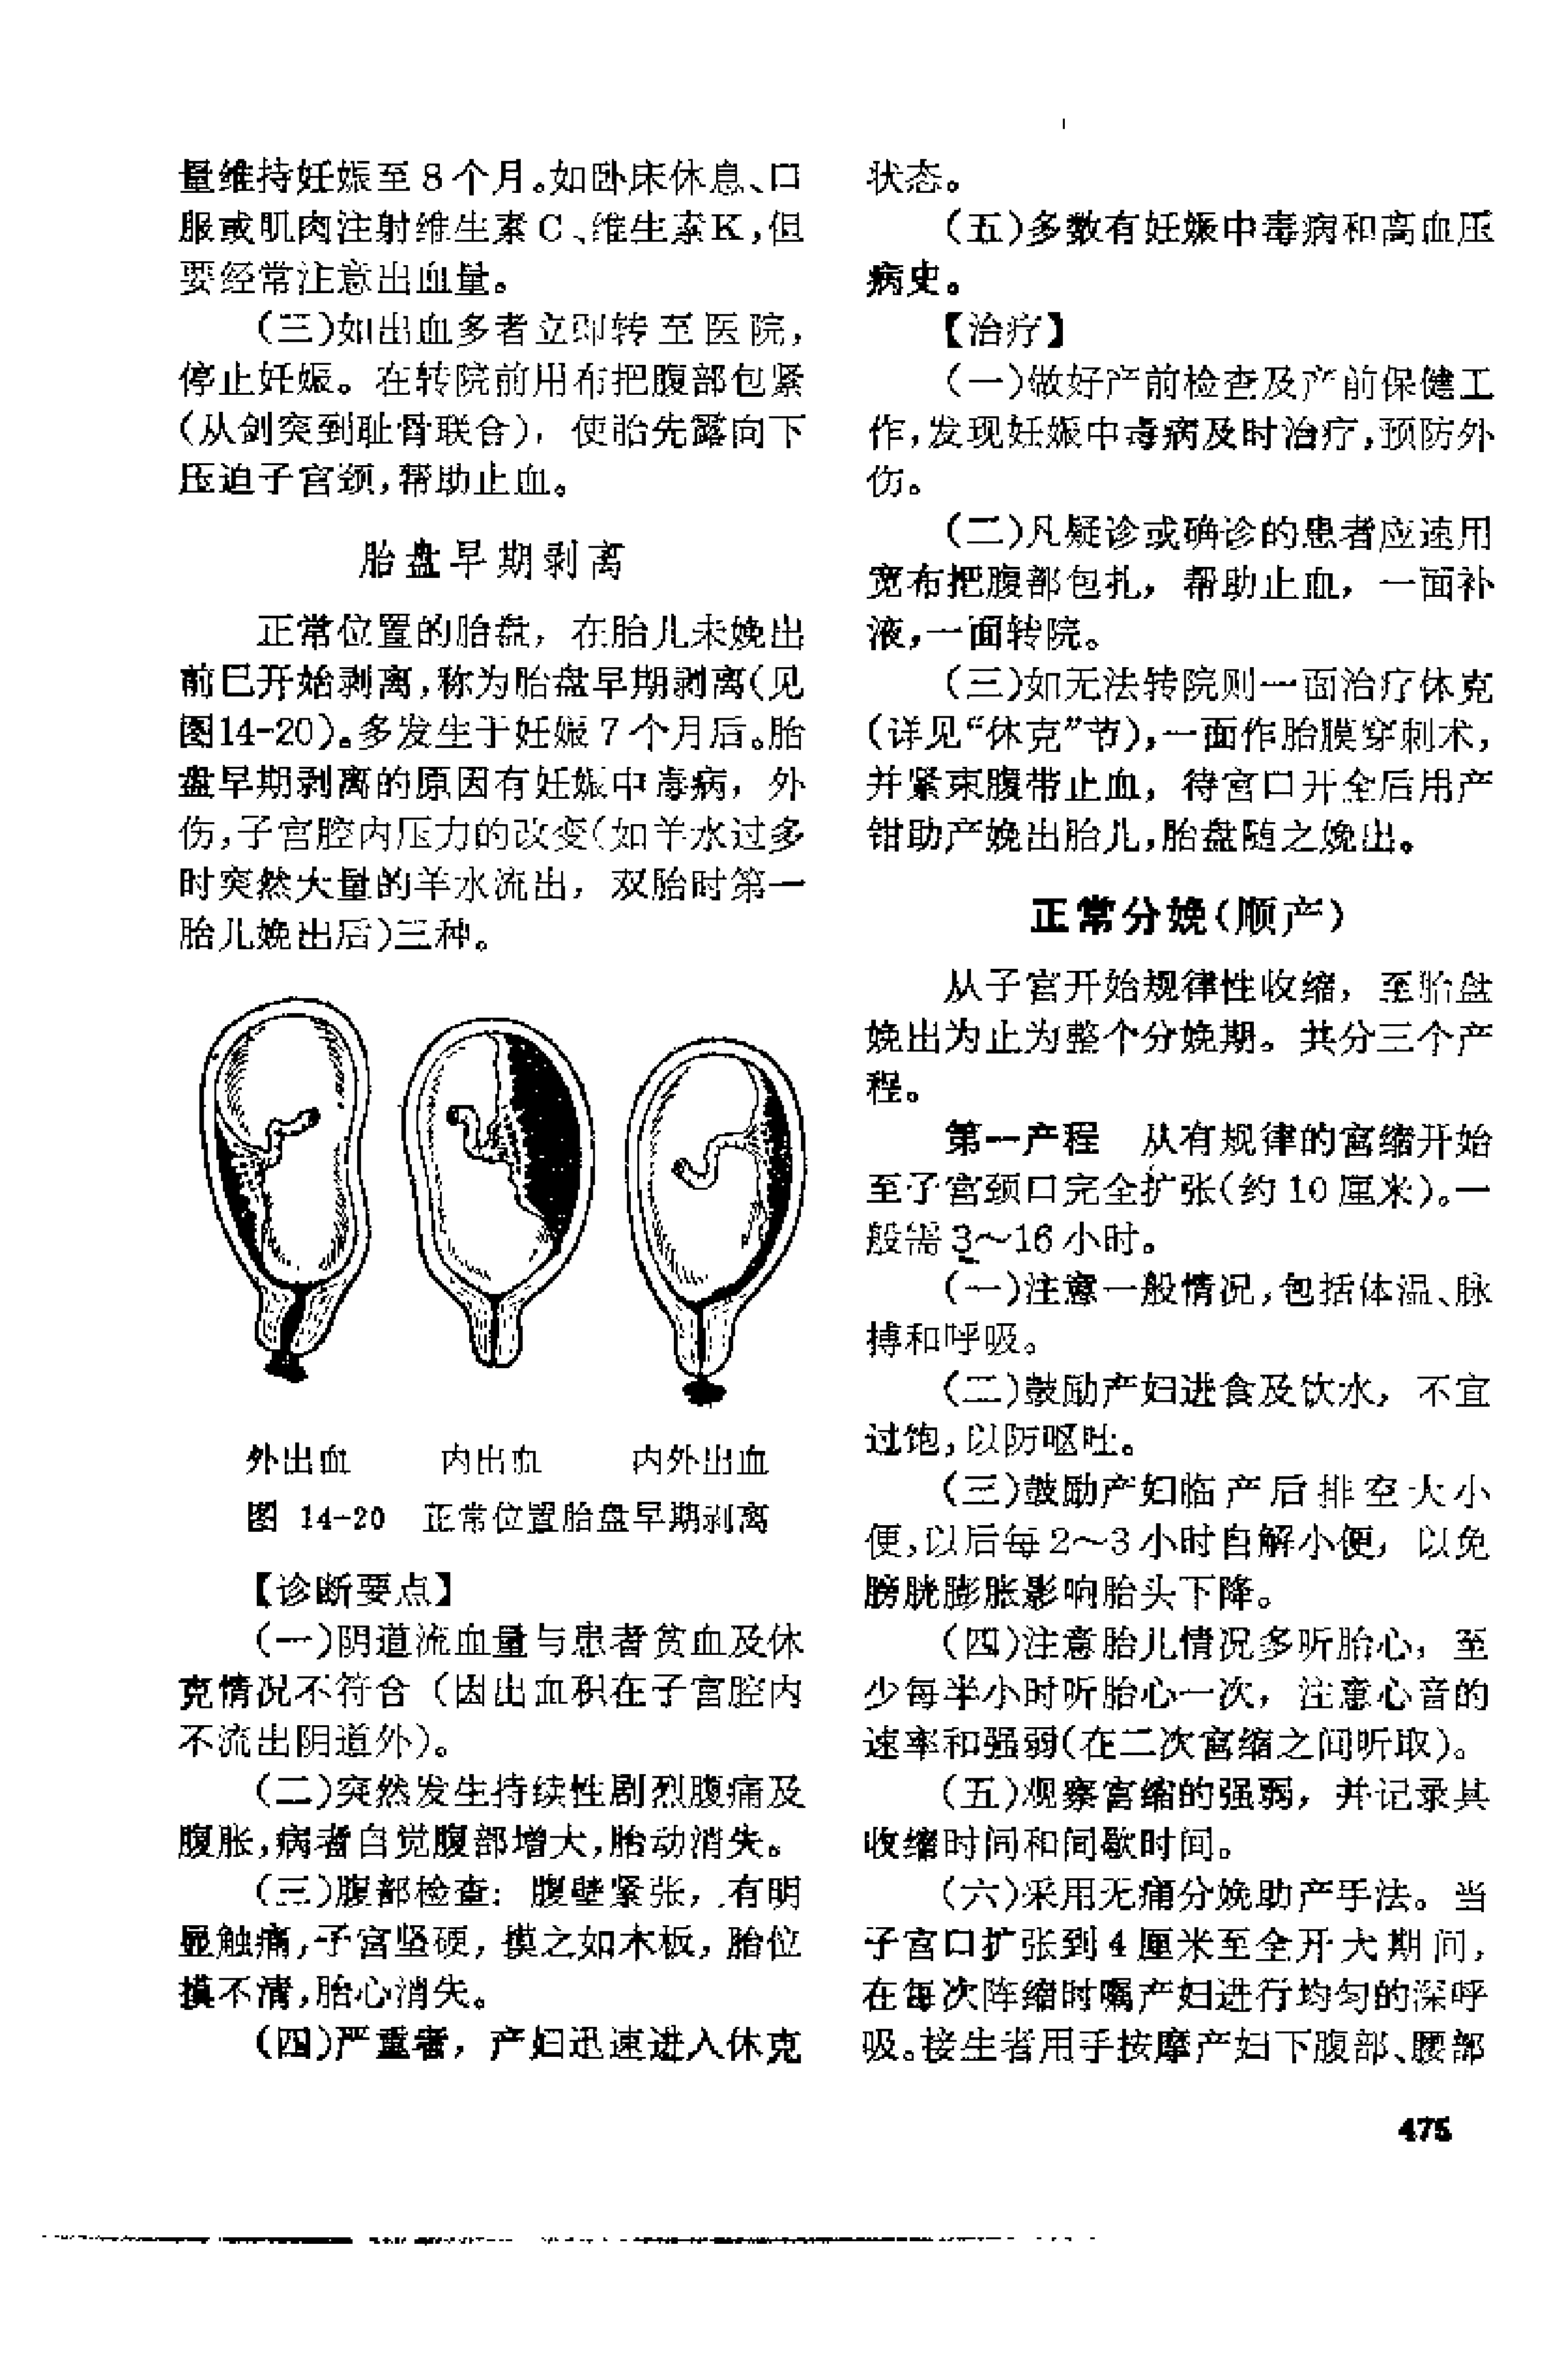 量维持妊娠至8个月。如卧床休息、口
服或肌肉注射维生素C、维生素K,但
要经常注意出血量。
(三)如出血多者立即转至医院,
停止妊娠。在转院前用布把腹部包紧
(从剑突到耻骨联合),使胎先露向下
压迫子宫颈,帮助止血。
胎盘早期剥离
正常位置的胎盘,在胎儿未娩出
前已开始剥离,称为胎盘早期剥离(见
图14-20)。多发生于妊娠7个月后。胎
盘早期剥离的原因有妊娠中毒病,外
伤,子宫腔内压力的改变(如羊水过多
时突然大量的羊水流出,双胎时第一
胎儿娩出后)三种。
外出血 内出血 内外出血
图 14-20 正常位置胎盘早期剥离
【诊断要点】
(一)阴道流血量与患者贫血及休
克情况不符合(因出血积在子宫腔内
不流出阴道外)。
(二)突然发生持续性剧烈腹痛及
腹胀,病者自觉腹部增大,胎动消失。
(三)腹部检查:腹壁紧张,有明
显触痛,子宫坚硬,摸之如木板,胎位
摸不清,胎心消失。
(四)严重者,产妇迅速进入休克
状态。
(五)多数有妊娠中毒病和高血压
病史。
【治疗】
(一)做好产前检查及产前保健工
作,发现妊娠中毒病及时治疗,预防外
伤。
(二)凡疑诊或确诊的患者应速用
宽布把腹部包扎,帮助止血,一面补
液,一面转院。
(三)如无法转院则一面治疗休克
(详见“休克”节),一面作胎膜穿刺术,
并紧束腹带止血,待宫口开全后用产
钳助产娩出胎儿,胎盘随之娩出。
正常分娩(顺产)
从子宫开始规律性收缩,至胎盘
娩出为止为整个分娩期。共分三个产
程。
第一产程 从有规律的宫缩开始
至子宫颈口完全扩张(约10厘米)。一
般需3～16小时。
(一)注意一般情况,包括体温、脉
搏和呼吸。
(二)鼓励产妇进食及饮水,不宜
过饱,以防呕吐。
(三)鼓励产妇临产后排空大小
便,以后每2～3小时自解小便,以免
膀胱膨胀影响胎头下降。
(四)注意胎儿情况多听胎心,至
少每半小时听胎心一次,注意心音的
速率和强弱(在二次宫缩之间听取)。
(五)观察宫缩的强弱,并记录其
收缩时间和间歇时间。
(六)采用无痛分娩助产手法。当
子宫口扩张到4厘米至全开大期间,
在每次阵缩时嘱产妇进行均匀的深呼
吸。接生者用手按摩产妇下腹部、腰部
475